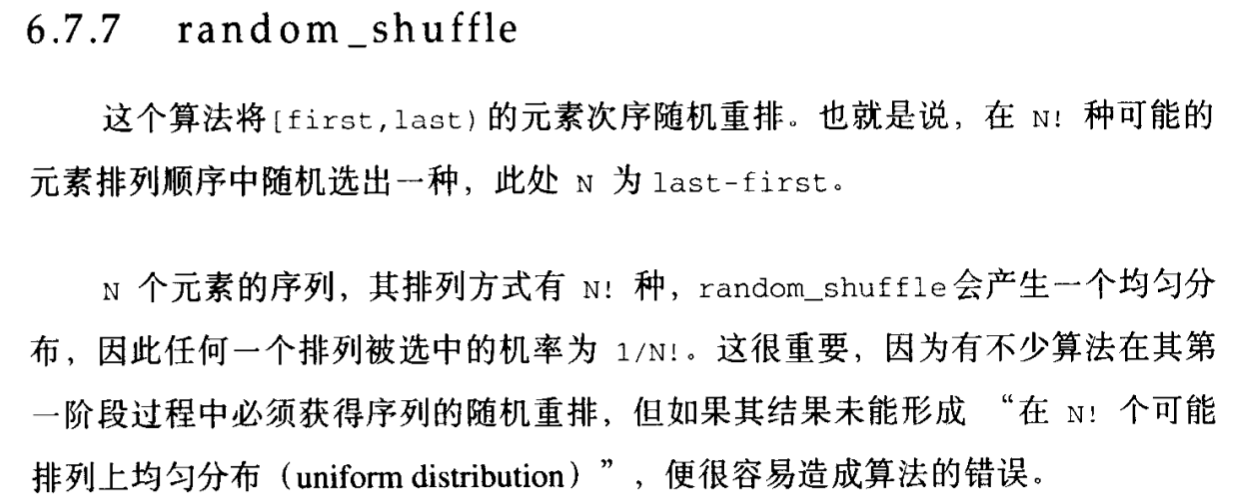 6.7.7 random_shuffle
这个算法将[first,last)的元素次序随机重排。也就是说，在 N! 种可能的
元素排列顺序中随机选出一种，此处 N 为last-first。
N 个元素的序列，其排列方式有 N! 种，random_shuffle会产生一个均匀分
布，因此任何一个排列被选中的机率为 1/N!。这很重要，因为有不少算法在其第
一阶段过程中必须获得序列的随机重排，但如果其结果未能形成 “在 N! 个可能
排列上均匀分布（uniform distribution）”，便很容易造成算法的错误。